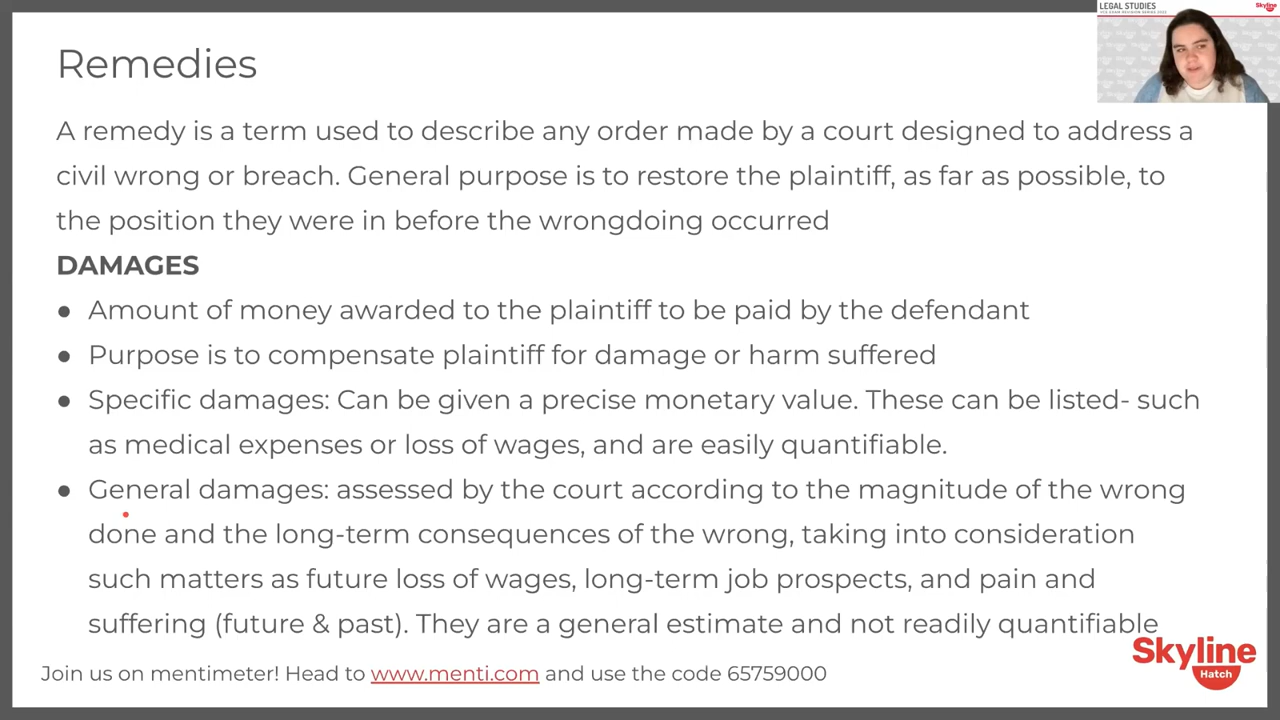 LEGAL STUDIES
Skyline
Remedies
A remedy is a term used to describe any order made by a court designed to address a
civil wrong or breach. General purpose is to restore the plaintiff, as far as possible, to
the position they were in before the wrongdoing occurred
DAMAGES
● Amount of money awarded to the plaintiff to be paid by the defendant
● Purpose is to compensate plaintiff for damage or harm suffered
● Specific damages: Can be given a precise monetary value. These can be listed- such
as medical expenses or loss of wages, and are easily quantifiable.
● General damages: assessed by the court according to the magnitude of the wrong
done and the long-term consequences of the wrong, taking into consideration
such matters as future loss of wages, long-term job prospects, and pain and
suffering (future & past). They are a general estimate and not readily quantifiable
Skyline
Hatch
Join us on mentimeter! Head to www.menti.com and use the code 65759000